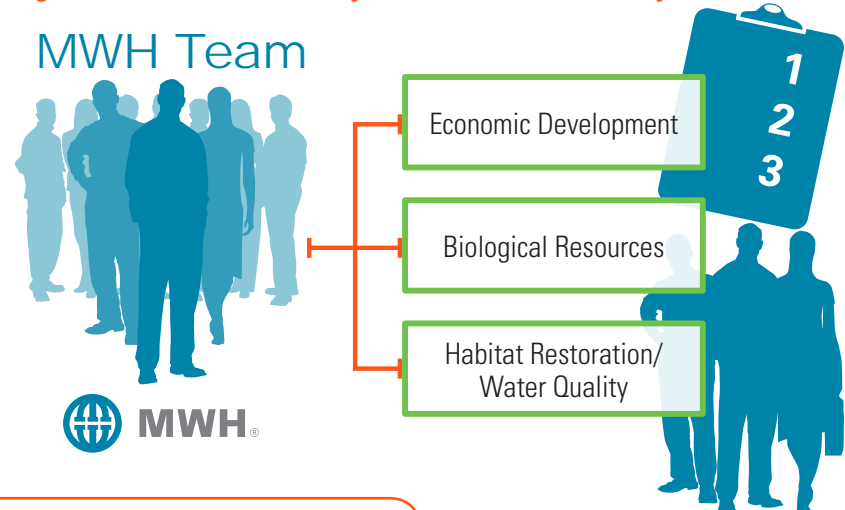 MWH Team
1
2
3
Economic Development
Biological Resources
Habitat Restoration/
Water Quality
MWH®